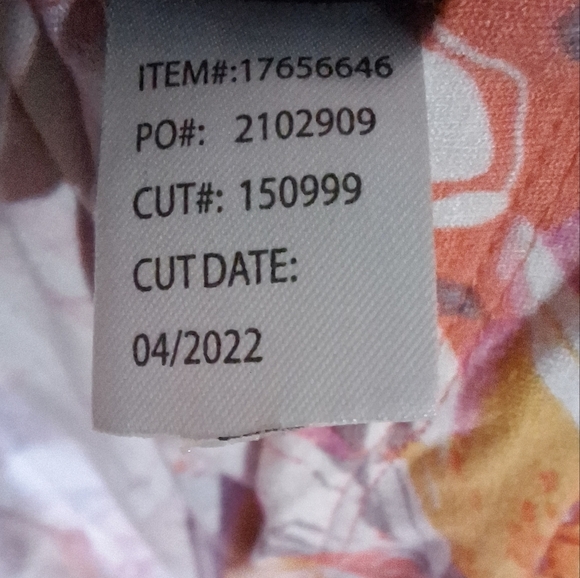 ITEM#:17656646
PO#: 2102909
CUT#: 150999
CUT DATE:
04/2022